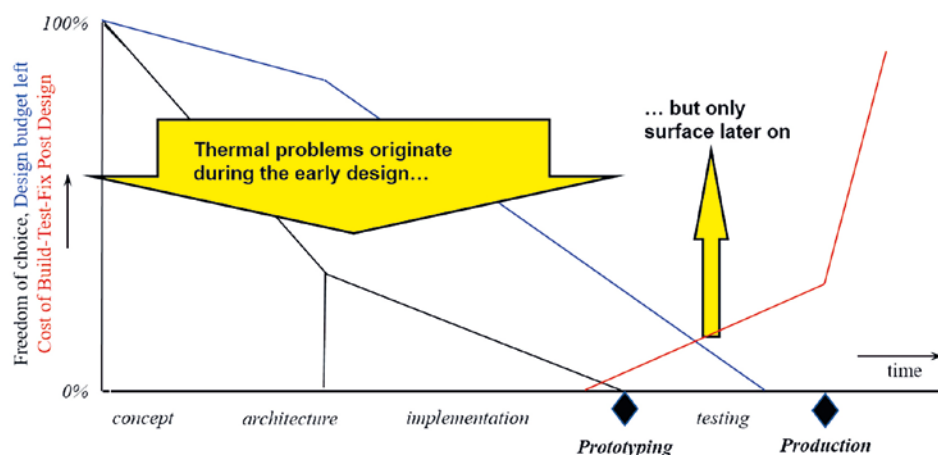 100%
Freedom of choice, Design budget left
Cost of Build-Test-Fix Post Design
Thermal problems originate
during the early design…
… but only
surface later on
time
0%
concept architecture implementation testing
Prototyping Production